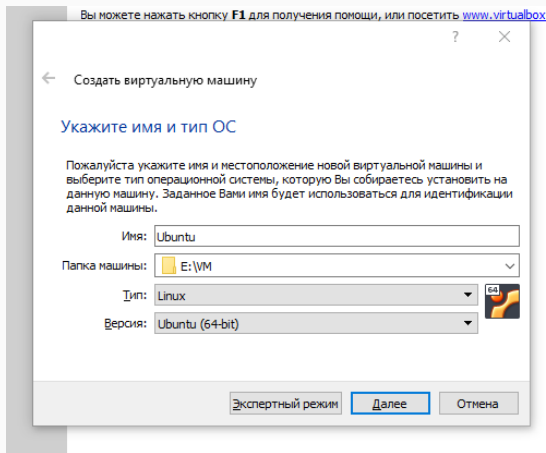 Вы можете нажать кнопку F1 для получения помощи, или посетить www.virtualbox
?
Создать виртуальную машину
Укажите имя и тип ОС
Пожалуйста укажите имя и местоположение новой виртуальной машины и
выберите тип операционной системы, которую Вы собираетесь установить на
данную машину. Заданное Вами имя будет использоваться для идентификации
данной машины.
Имя: Ubuntu
Папка машины: E:\VM
Тип: Linux
64
Версия: Ubuntu (64-bit)
Экспертный режим Далее Отмена